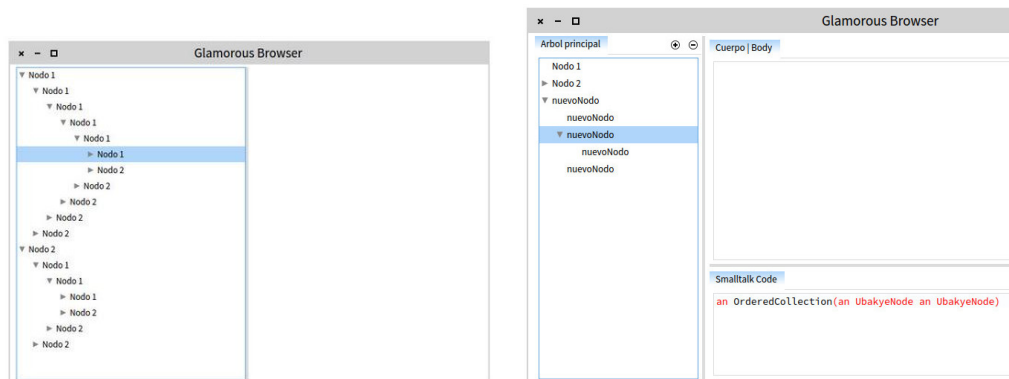 Glamorous Browser
Nodo 1
Nodo 1
Nodo 1
Nodo 1
Nodo 1
Nodo 1
Nodo 2
Nodo 2
Nodo 2
Nodo 2
Nodo 2
Nodo 2
Nodo 1
Nodo 1
Nodo 1
Nodo 2
Nodo 2
Nodo 2
Glamorous Browser
Arbol principal
Nodo 1
Nodo 2
nuevoNodo
nuevoNodo
nuevoNodo
nuevoNodo
nuevoNodo
Cuerpo | Body
Smalltalk Code
an OrderedCollection(an UbakyeNode an UbakyeNode)